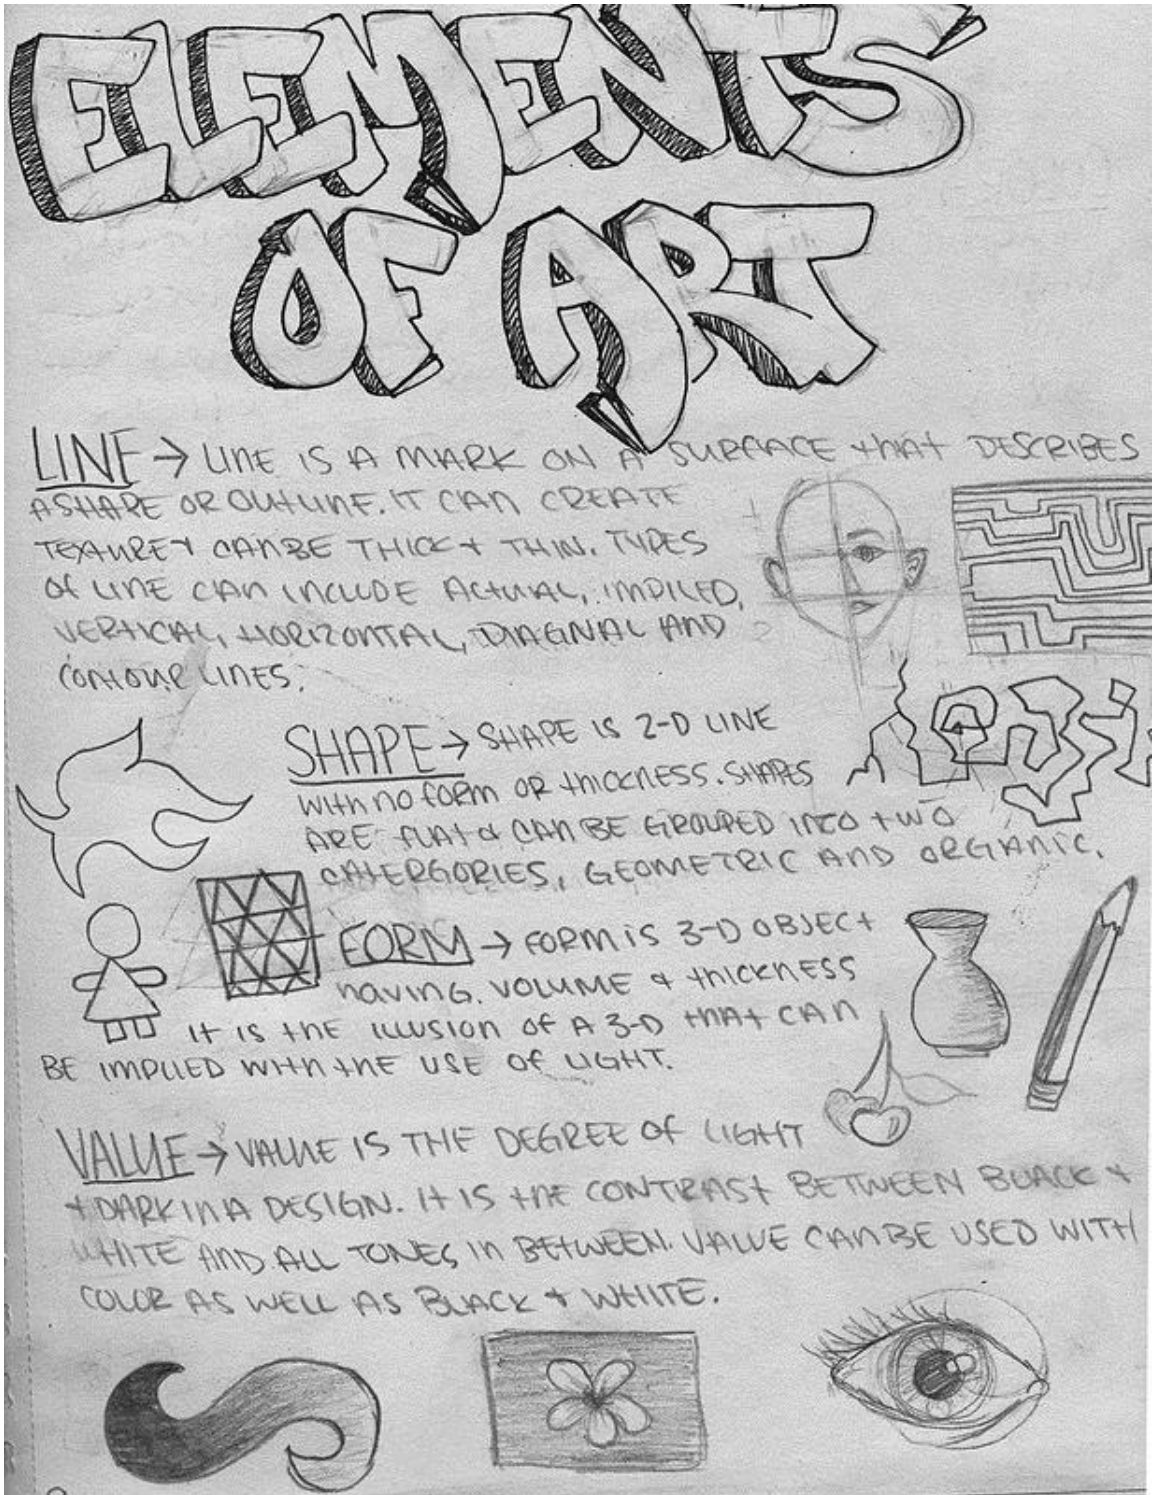 ELEMENTS
OF ART
LINE → LINE IS A MARK ON A SURFACE THAT DESCRIBES
A SHAPE OR OUTLINE. IT CAN CREATE
TEXTURE & CAN BE THICK & THIN. TYPES
OF LINE CAN INCLUDE ACTUAL, IMPILED,
VERTICAL, HORIZONTAL, DIAGNAL AND
CONTOUR LINES.
SHAPE → SHAPE IS 2-D LINE
WITH NO FORM OR THICKNESS. SHAPES
ARE FLAT & CAN BE GROUPED INTO TWO
CATERGORIES, GEOMETRIC AND ORGANIC.
FORM → FORM IS 3-D OBJECT
HAVING VOLUME & THICKNESS
IT IS THE ILLUSION OF A 3-D THAT CAN
BE IMPLIED WITH THE USE OF LIGHT.
VALUE → VALUE IS THE DEGREE OF LIGHT
& DARK IN A DESIGN. IT IS THE CONTRAST BETWEEN BLACK &
WHITE AND ALL TONES IN BETWEEN. VALUE CAN BE USED WITH
COLOR AS WELL AS BLACK & WHITE.